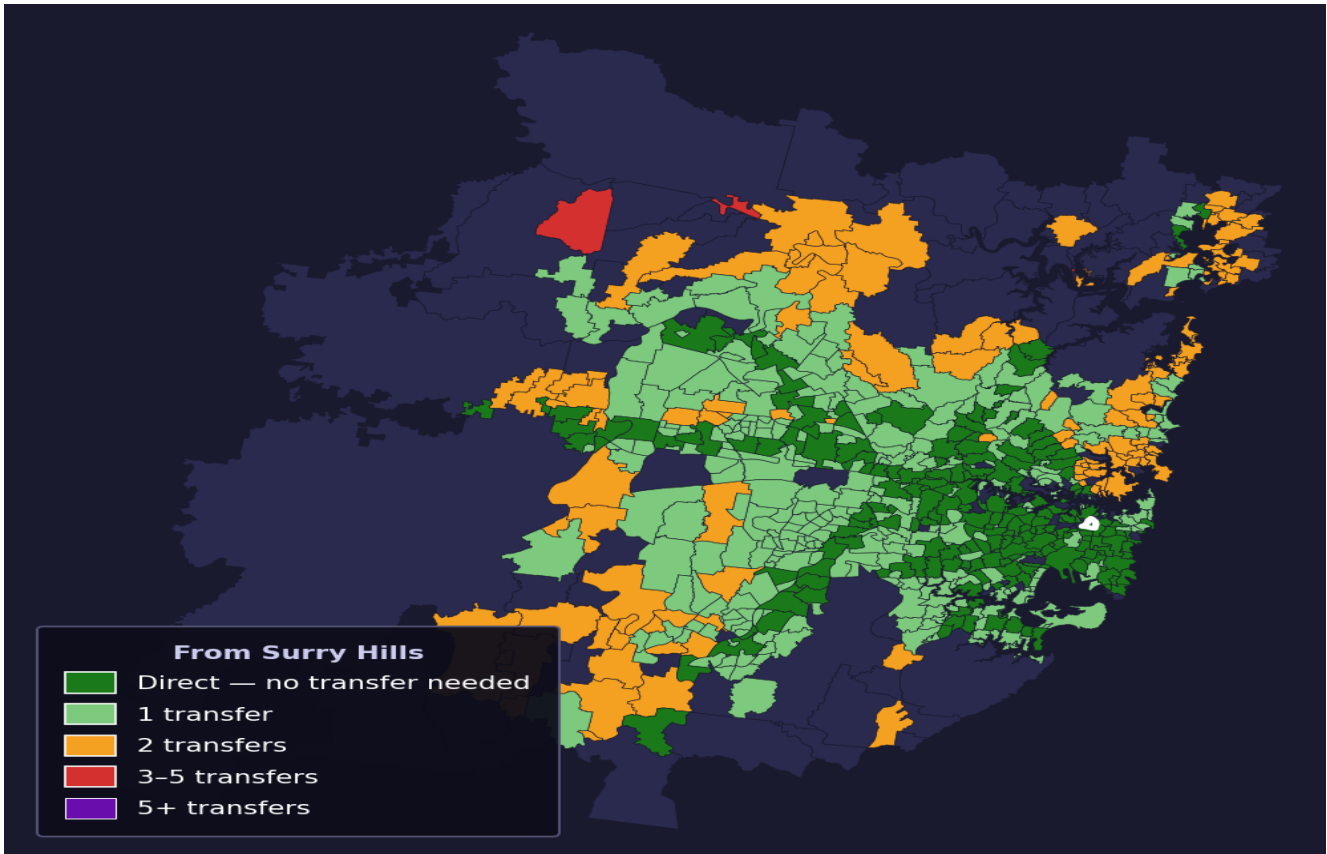 From Surry Hills
Direct — no transfer needed
1 transfer
2 transfers
3–5 transfers
5+ transfers